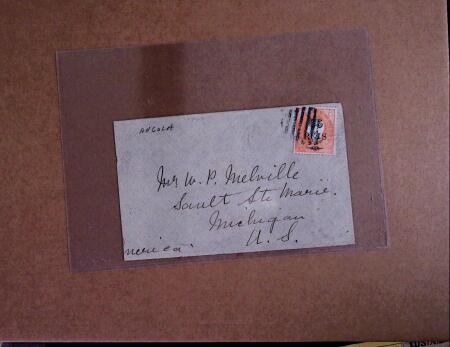 ANGOLA
Mr W. P. Melville
Sault Ste Marie.
Michigan
U. S.
merica.